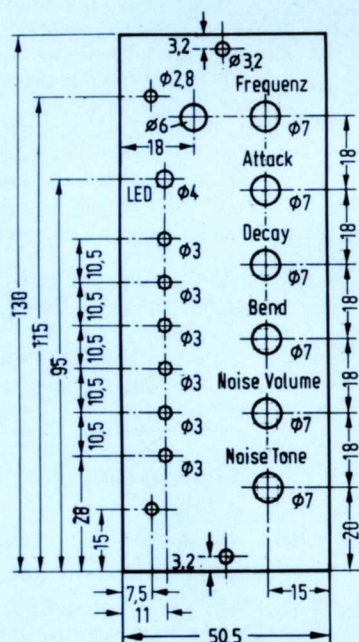 3,2
Ø3,2
Ø2,8
Frequenz
Ø6
Ø7
18
18
Attack
LED
Ø4
Ø7
18
Decay
Ø3
Ø7
10,5
Ø3
18
10,5
Bend
Ø3
Ø7
10,5
Ø3
18
10,5
Noise Volume
Ø3
Ø7
10,5
Ø3
18
Noise Tone
Ø7
130
115
95
28
15
20
3,2
7,5
15
11
50,5